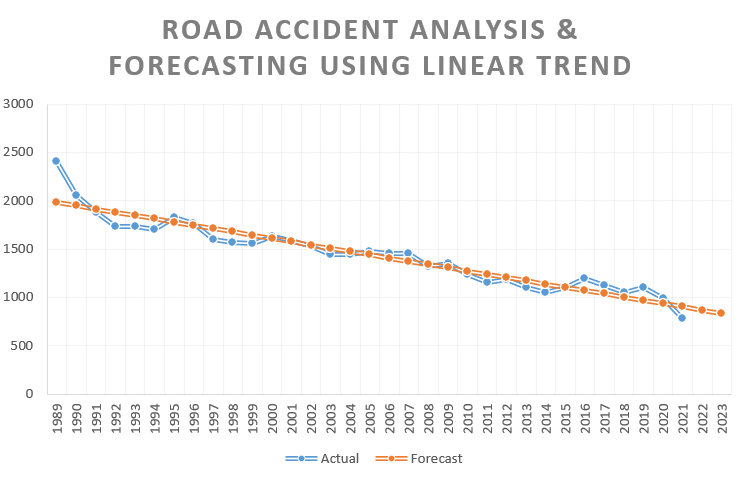 ROAD ACCIDENT ANALYSIS &
FORECASTING USING LINEAR TREND
3000
2500
2000
1500
1000
500
0
1989 1990 1991 1992 1993 1994 1995 1996 1997 1998 1999 2000 2001 2002 2003 2004 2005 2006 2007 2008 2009 2010 2011 2012 2013 2014 2015 2016 2017 2018 2019 2020 2021 2022 2023
Actual Forecast